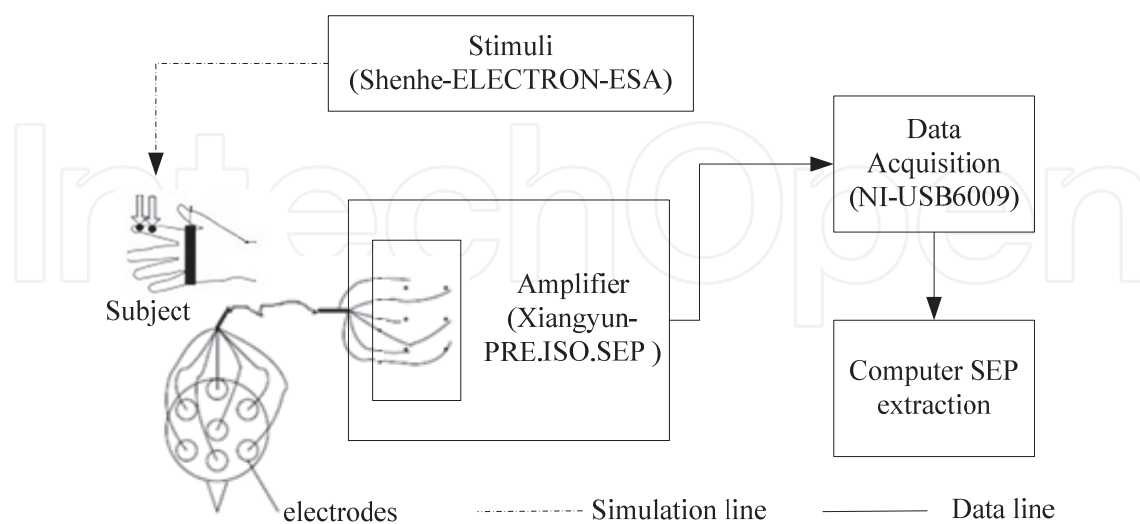 Stimuli
(Shenhe-ELECTRON-ESA)
Data
Acquisition
(NI-USB6009)
IntechOpen
Subject
Amplifier
(Xiangyun-
PRE.ISO.SEP )
Computer SEP
extraction
electrodes
Simulation line
Data line